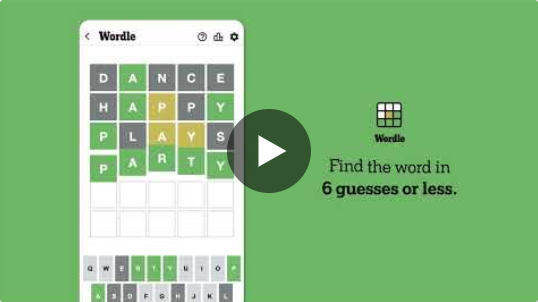 Wordle
D A N C E
H A P P Y
P L A Y S
P A R T Y
Q W E R T Y U I O P
A S D F G H J K L
Wordle
Find the word in
6 guesses or less.